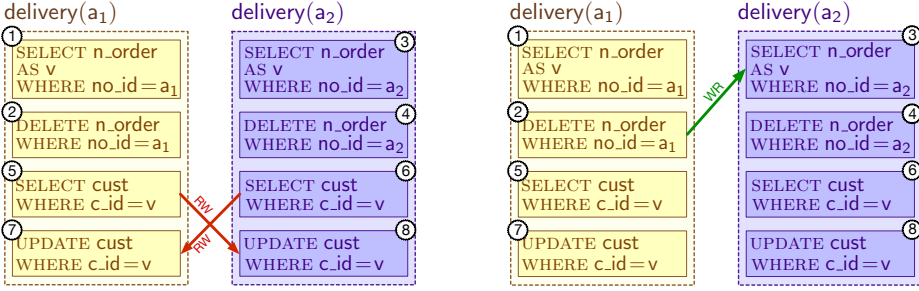 delivery(a₁)
1
SELECT n_order
AS v
WHERE no_id = a₁
2
DELETE n_order
WHERE no_id = a₁
5
SELECT cust
WHERE c_id = v
7
UPDATE cust
WHERE c_id = v
RW
RW
delivery(a₂)
3
SELECT n_order
AS v
WHERE no_id = a₂
4
DELETE n_order
WHERE no_id = a₂
6
SELECT cust
WHERE c_id = v
8
UPDATE cust
WHERE c_id = v
delivery(a₁)
1
SELECT n_order
AS v
WHERE no_id = a₁
2
DELETE n_order
WHERE no_id = a₁
5
SELECT cust
WHERE c_id = v
7
UPDATE cust
WHERE c_id = v
WR
delivery(a₂)
3
SELECT n_order
AS v
WHERE no_id = a₂
4
DELETE n_order
WHERE no_id = a₂
6
SELECT cust
WHERE c_id = v
8
UPDATE cust
WHERE c_id = v